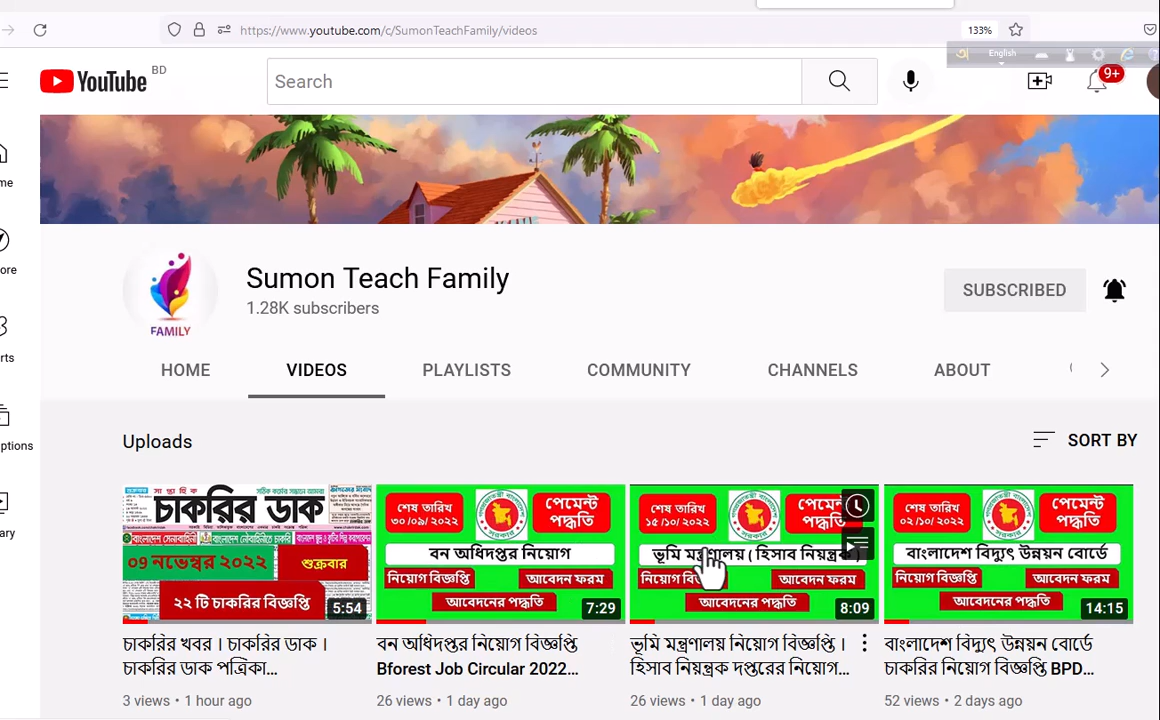 https://www.youtube.com/c/SumonTeachFamily/videos
133%
English
YouTube BD
Search
9+
Sumon Teach Family
1.28K subscribers
FAMILY
SUBSCRIBED
HOME VIDEOS PLAYLISTS COMMUNITY CHANNELS ABOUT
Uploads
SORT BY
চাকরির ডাক
০9 নভেম্বর ২০২২
শুক্রবার
২২ টি চাকরির বিজ্ঞপ্তি
5:54
শেষ তারিখ
৩০/০৯/ ২০২২
পেমেন্ট
পদ্ধতি
বন অধিদপ্তর নিয়োগ
নিয়োগ বিজ্ঞপ্তি
আবেদন ফরম
আবেদনের পদ্ধতি
7:29
শেষ তারিখ
১৫/১০/ ২০২২
পদ্ধতি
হিসাব নিয়ন্ত্রক
আবেদন ফরম
আবেদনের পদ্ধতি
8:09
শেষ তারিখ
০২/১০/ ২০২২
পেমেন্ট
পদ্ধতি
বাংলাদেশ বিদ্যুৎ উন্নয়ন বোর্ডে
নিয়োগ বিজ্ঞপ্তি
আবেদন ফরম
আবেদনের পদ্ধতি
14:15
চাকরির খবর । চাকরির ডাক ।
চাকরির ডাক পত্রিকা...
3 views • 1 hour ago
বন অধিদপ্তর নিয়োগ বিজ্ঞপ্তি
Bforest Job Circular 2022...
26 views • 1 day ago
ভূমি মন্ত্রণালয় নিয়োগ বিজ্ঞপ্তি ।
হিসাব নিয়ন্ত্রক দপ্তরের নিয়োগ...
26 views • 1 day ago
বাংলাদেশ বিদ্যুৎ উন্নয়ন বোর্ডে
চাকরির নিয়োগ বিজ্ঞপ্তি BPD...
52 views • 2 days ago